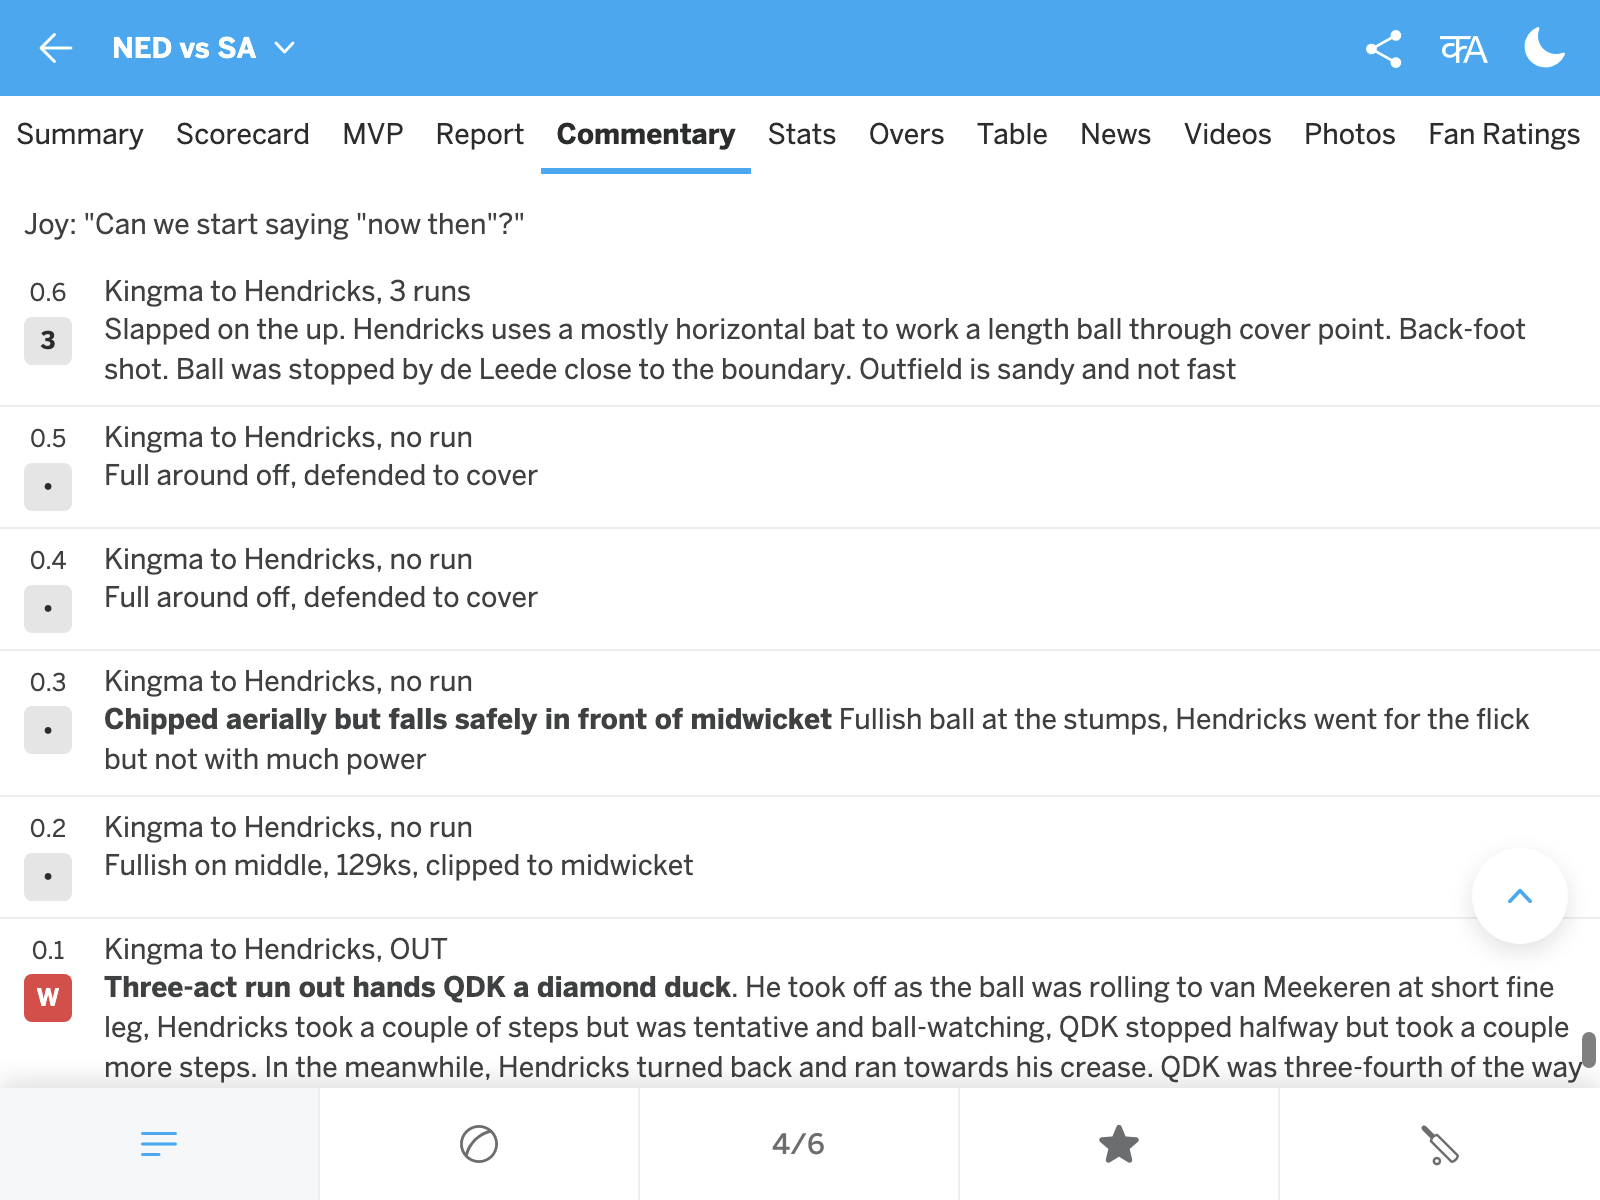 NED vs SA
Summary Scorecard MVP Report Commentary Stats Overs Table News Videos Photos Fan Ratings
Joy: "Can we start saying "now then"?"
0.6 Kingma to Hendricks, 3 runs
3 Slapped on the up. Hendricks uses a mostly horizontal bat to work a length ball through cover point. Back-foot
shot. Ball was stopped by de Leede close to the boundary. Outfield is sandy and not fast
0.5 Kingma to Hendricks, no run
• Full around off, defended to cover
0.4 Kingma to Hendricks, no run
• Full around off, defended to cover
0.3 Kingma to Hendricks, no run
• Chipped aerially but falls safely in front of midwicket Fullish ball at the stumps, Hendricks went for the flick
but not with much power
0.2 Kingma to Hendricks, no run
• Fullish on middle, 129ks, clipped to midwicket
0.1 Kingma to Hendricks, OUT
W Three-act run out hands QDK a diamond duck. He took off as the ball was rolling to van Meekeren at short fine
leg, Hendricks took a couple of steps but was tentative and ball-watching, QDK stopped halfway but took a couple
more steps. In the meanwhile, Hendricks turned back and ran towards his crease. QDK was three-fourth of the way
4/6